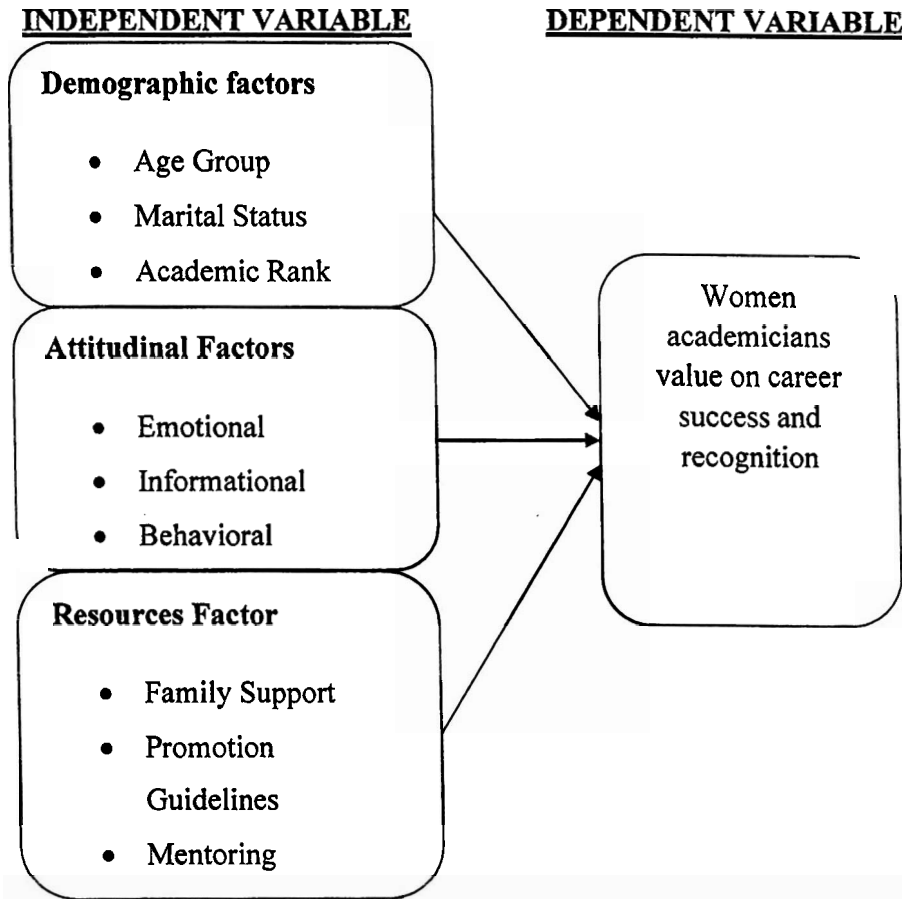 INDEPENDENT VARIABLE
DEPENDENT VARIABLE
Demographic factors
• Age Group
• Marital Status
• Academic Rank
Attitudinal Factors
• Emotional
• Informational
• Behavioral
Resources Factor
• Family Support
• Promotion
Guidelines
• Mentoring
Women
academicians
value on career
success and
recognition